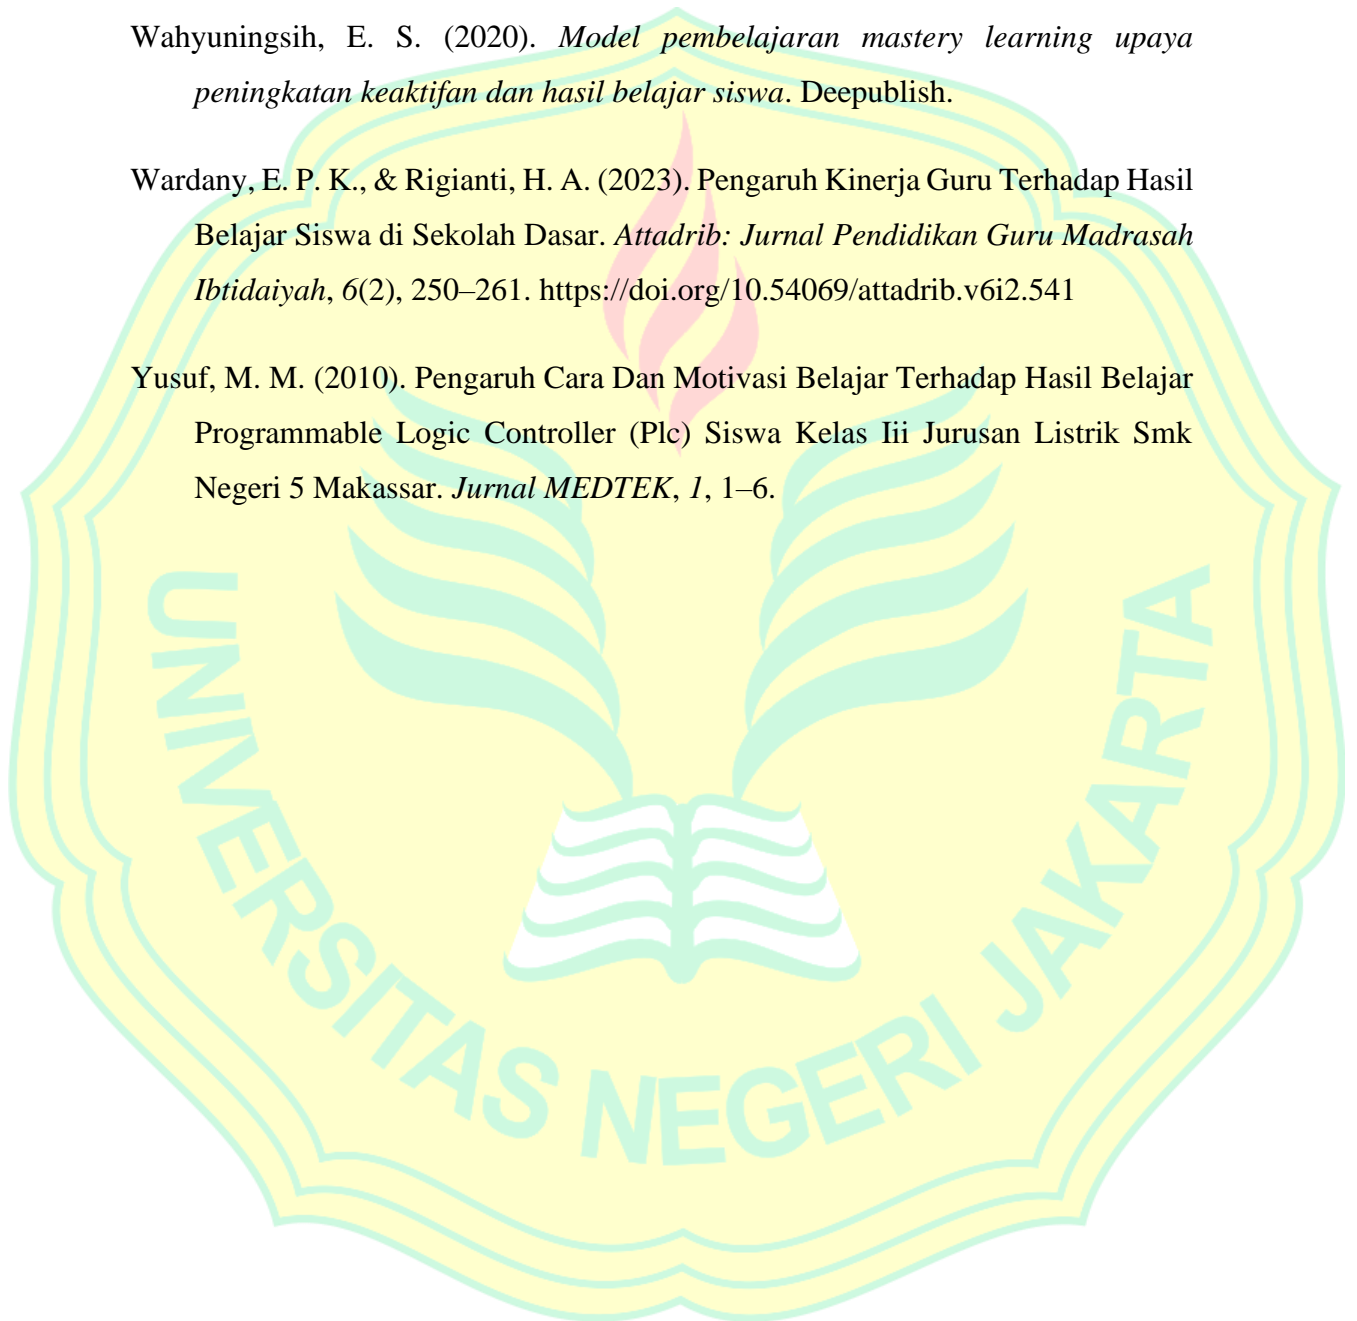 Wahyuningsih, E. S. (2020). Model pembelajaran mastery learning upaya
peningkatan keaktifan dan hasil belajar siswa. Deepublish.
Wardany, E. P. K., & Rigianti, H. A. (2023). Pengaruh Kinerja Guru Terhadap Hasil
Belajar Siswa di Sekolah Dasar. Attadrib: Jurnal Pendidikan Guru Madrasah
Ibtidaiyah, 6(2), 250–261. https://doi.org/10.54069/attadrib.v6i2.541
Yusuf, M. M. (2010). Pengaruh Cara Dan Motivasi Belajar Terhadap Hasil Belajar
Programmable Logic Controller (Plc) Siswa Kelas Iii Jurusan Listrik Smk
Negeri 5 Makassar. Jurnal MEDTEK, 1, 1–6.
UNIVERSITAS NEGERI JAKARTA